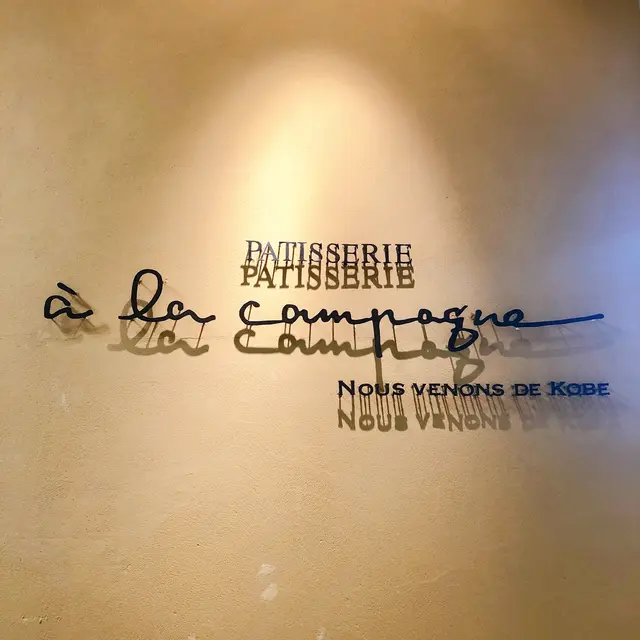 PATISSERIE
à la campagne
NOUS VENONS DE KOBE